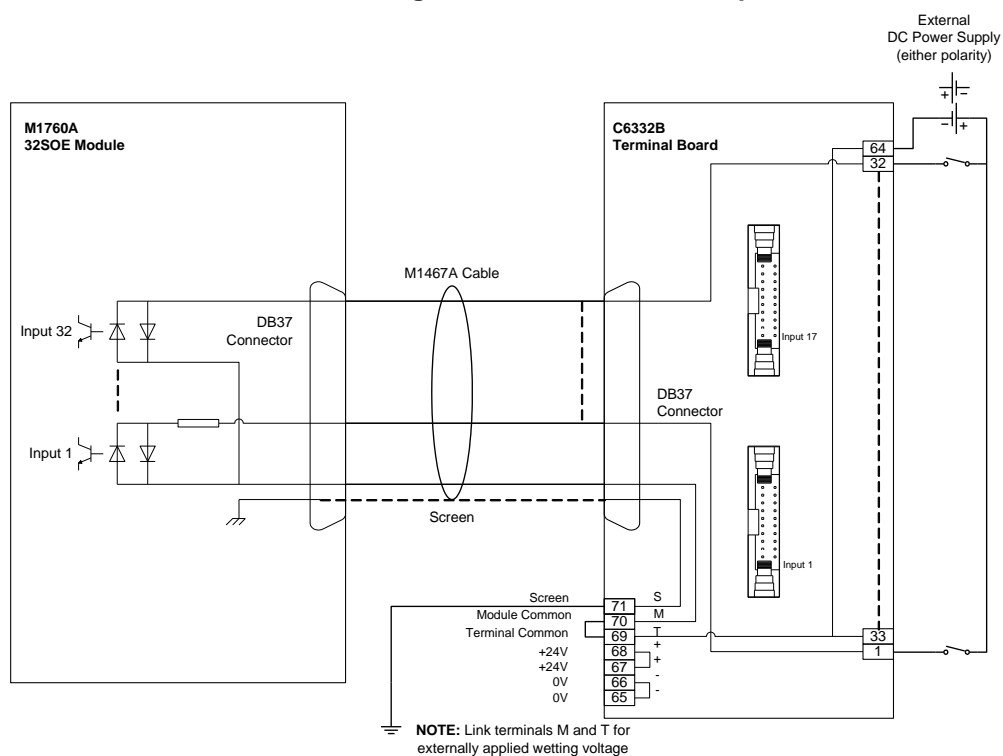 External
DC Power Supply
(either polarity)
+ −
− +
M1760A
32SOE Module
C6332B
Terminal Board
64
32
M1467A Cable
Input 32
DB37
Connector
Input 17
DB37
Connector
Input 1
Screen
Input 1
Screen 71 S
Module Common 70 M
Terminal Common 69 T
+24V 68 +
+24V 67 +
0V 66 -
0V 65 -
33
1
NOTE: Link terminals M and T for
externally applied wetting voltage